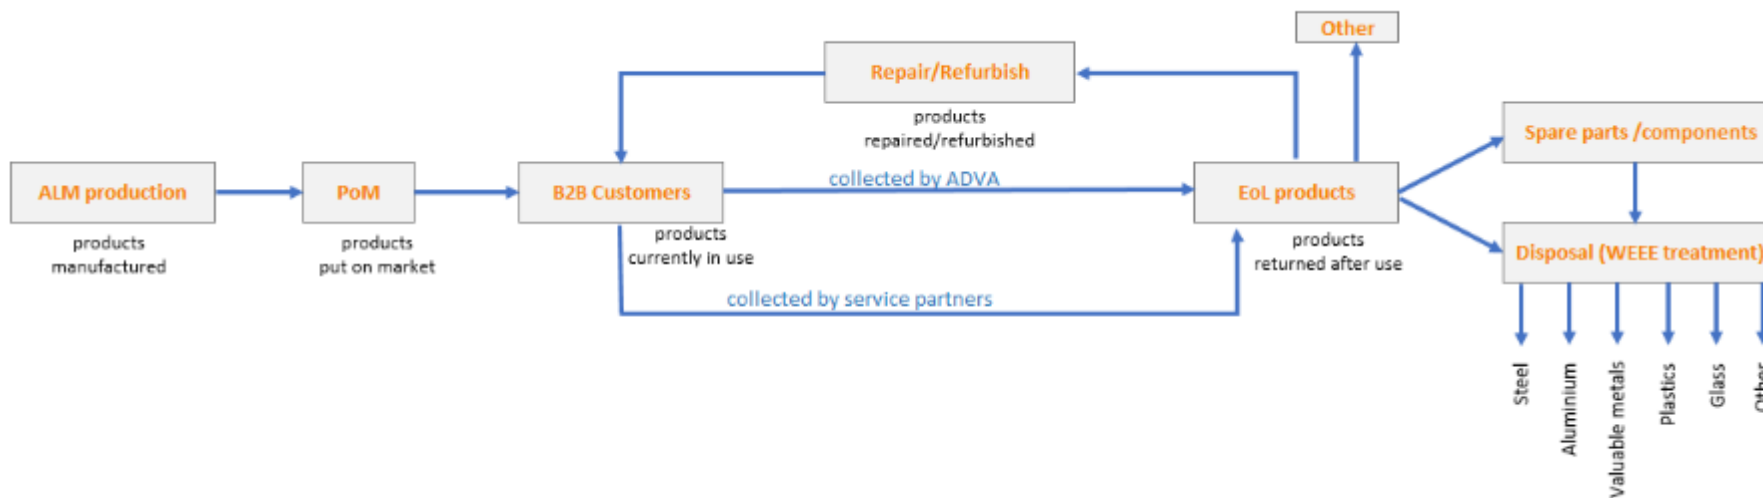 Other
Repair/Refurbish
products
repaired/refurbished
Spare parts /components
ALM production
PoM
B2B Customers
collected by ADVA
EoL products
products
manufactured
products
put on market
products
currently in use
products
returned after use
Disposal (WEEE treatment)
collected by service partners
Steel
Aluminium
Valuable metals
Plastics
Glass
Other